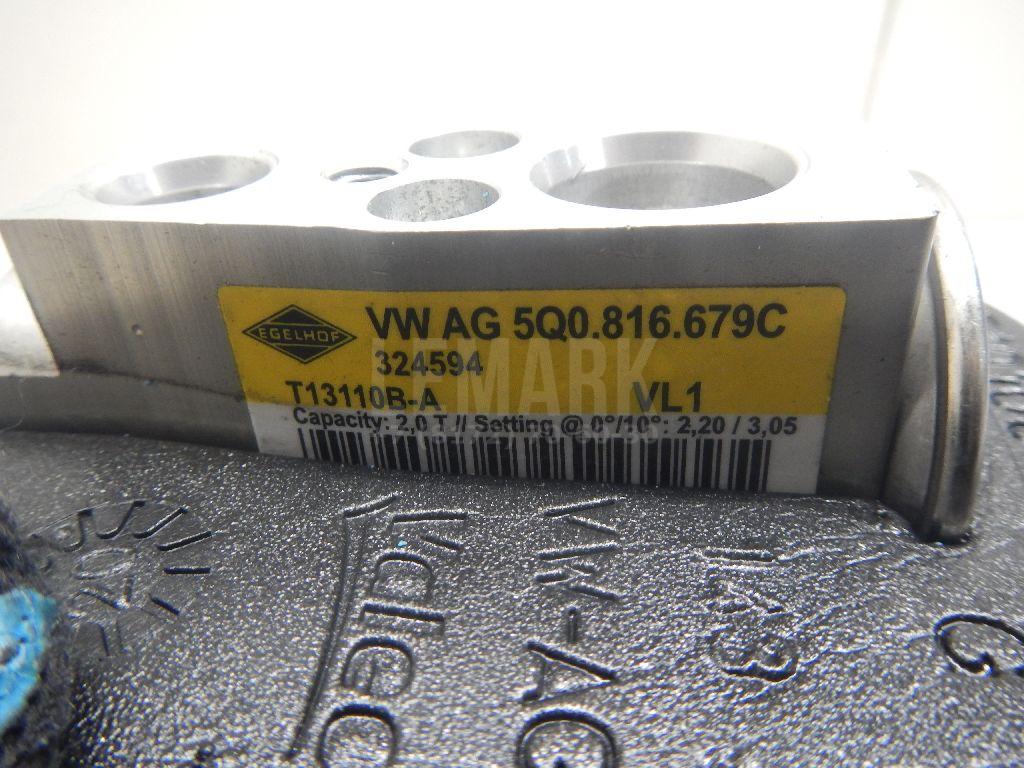 EGELHOF
VW AG 5Q0.816.679C
324594
T13110B-A VL1
Capacity: 2,0 T // Setting @ 0°/10°: 2,20 / 3,05
LEMARK
Valeo
VW-AG
G